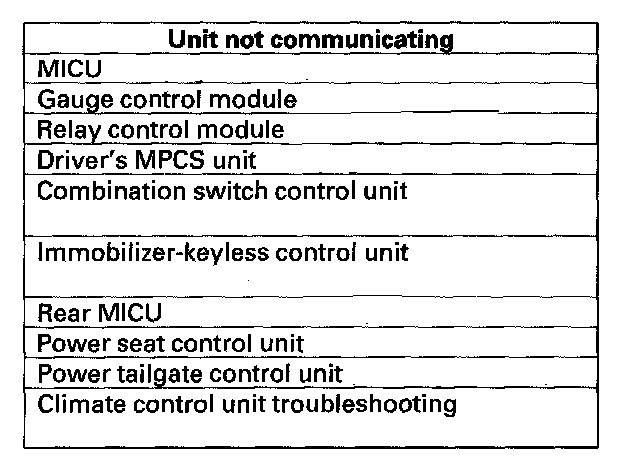 Unit not communicating
MICU
Gauge control module
Relay control module
Driver's MPCS unit
Combination switch control unit
Immobilizer-keyless control unit
Rear MICU
Power seat control unit
Power tailgate control unit
Climate control unit troubleshooting